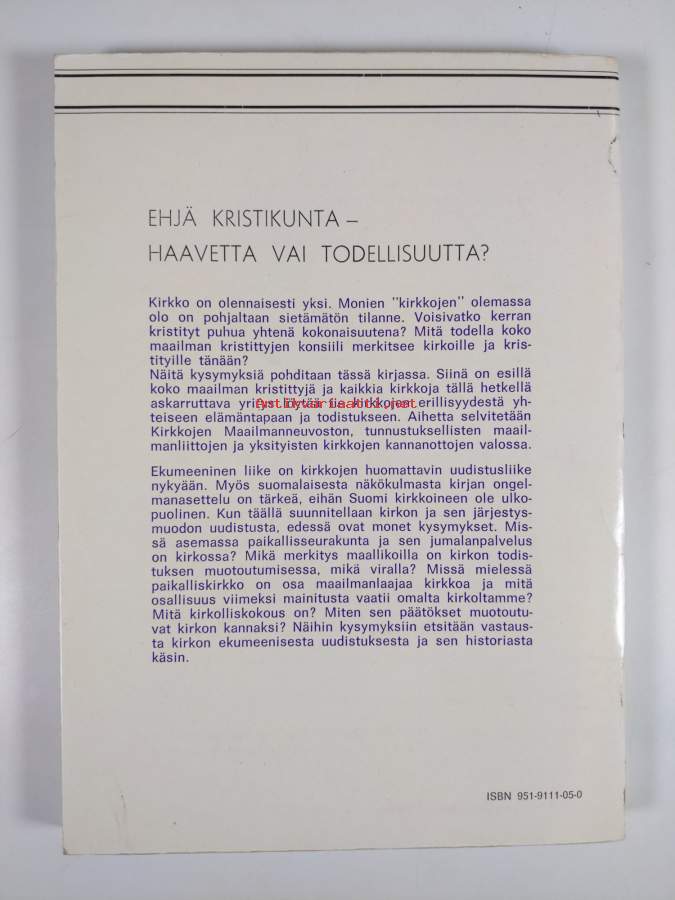 EHJÄ KRISTIKUNTA –
HAAVETTA VAI TODELLISUUTTA?
Kirkko on olennaisesti yksi. Monien "kirkkojen" olemassa
olo on pohjaltaan sietämätön tilanne. Voisivatko kerran
kristityt puhua yhtenä kokonaisuutena? Mitä todella koko
maailman kristittyjen konsiili merkitsee kirkoille ja kris-
tityille tänään?
Näitä kysymyksiä pohditaan tässä kirjassa. Siinä on esillä
koko maailman kristittyjä ja kaikkia kirkkoja tällä hetkellä
askarruttava yritys löytää tie kirkkojen erillisyydestä yh-
teiseen elämäntapaan ja todistukseen. Aihetta selvitetään
Kirkkojen Maailmanneuvoston, tunnustuksellisten maail-
manliittojen ja yksityisten kirkkojen kannanottojen valossa.
Ekumeeninen liike on kirkkojen huomattavin uudistusliike
nykyään. Myös suomalaisesta näkökulmasta kirjan ongel-
manasettelu on tärkeä, eihän Suomi kirkkoineen ole ulko-
puolinen. Kun täällä suunnitellaan kirkon ja sen järjestys-
muodon uudistusta, edessä ovat monet kysymykset. Mis-
sä asemassa paikallisseurakunta ja sen jumalanpalvelus
on kirkossa? Mikä merkitys maallikoilla on kirkon todis-
tuksen muotoutumisessa, mikä viralla? Missä mielessä
paikalliskirkko on osa maailmanlaajaa kirkkoa ja mitä
osallisuus viimeksi mainitusta vaatii omalta kirkoltamme?
Mitä kirkolliskokous on? Miten sen päätökset muotoutu-
vat kirkon kannaksi? Näihin kysymyksiin etsitään vastaus-
ta kirkon ekumeenisesta uudistuksesta ja sen historiasta
käsin.
ISBN 951-9111-05-0